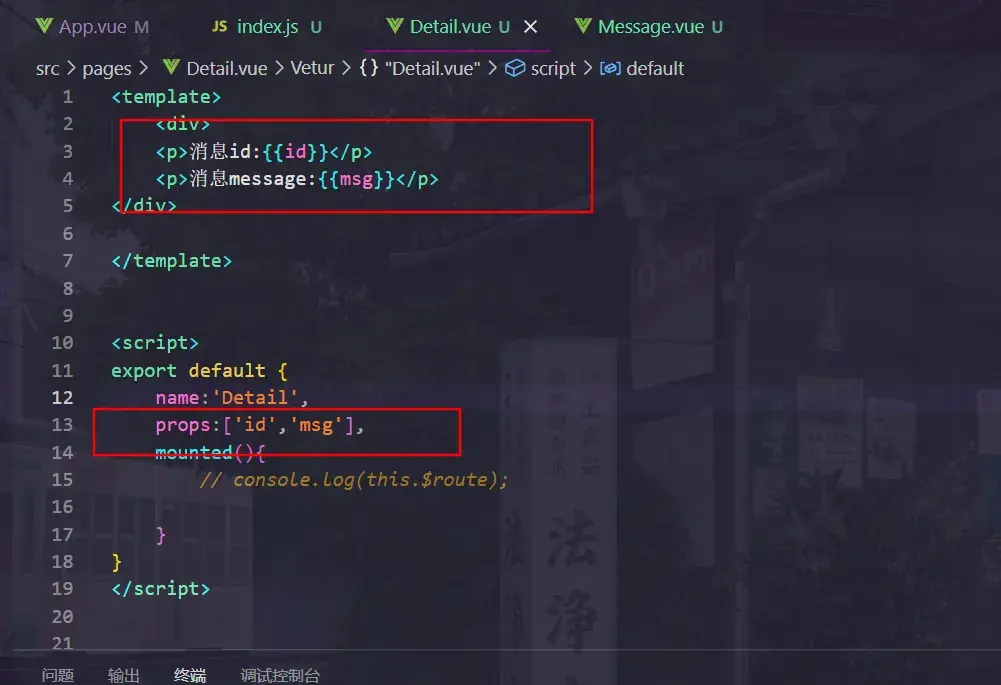 App.vue M JS index.js U Detail.vue U Message.vue U
src > pages > Detail.vue > Vetur > {} "Detail.vue" > script > default
1 <template>
2 <div>
3 <p>消息id:{{id}}</p>
4 <p>消息message:{{msg}}</p>
5 </div>
6
7 </template>
8
9
10 <script>
11 export default {
12 name:'Detail',
13 props:['id','msg'],
14 mounted(){
15 // console.log(this.$route);
16
17 }
18 }
19 </script>
20
21
法
净
问题 输出 终端 调试控制台